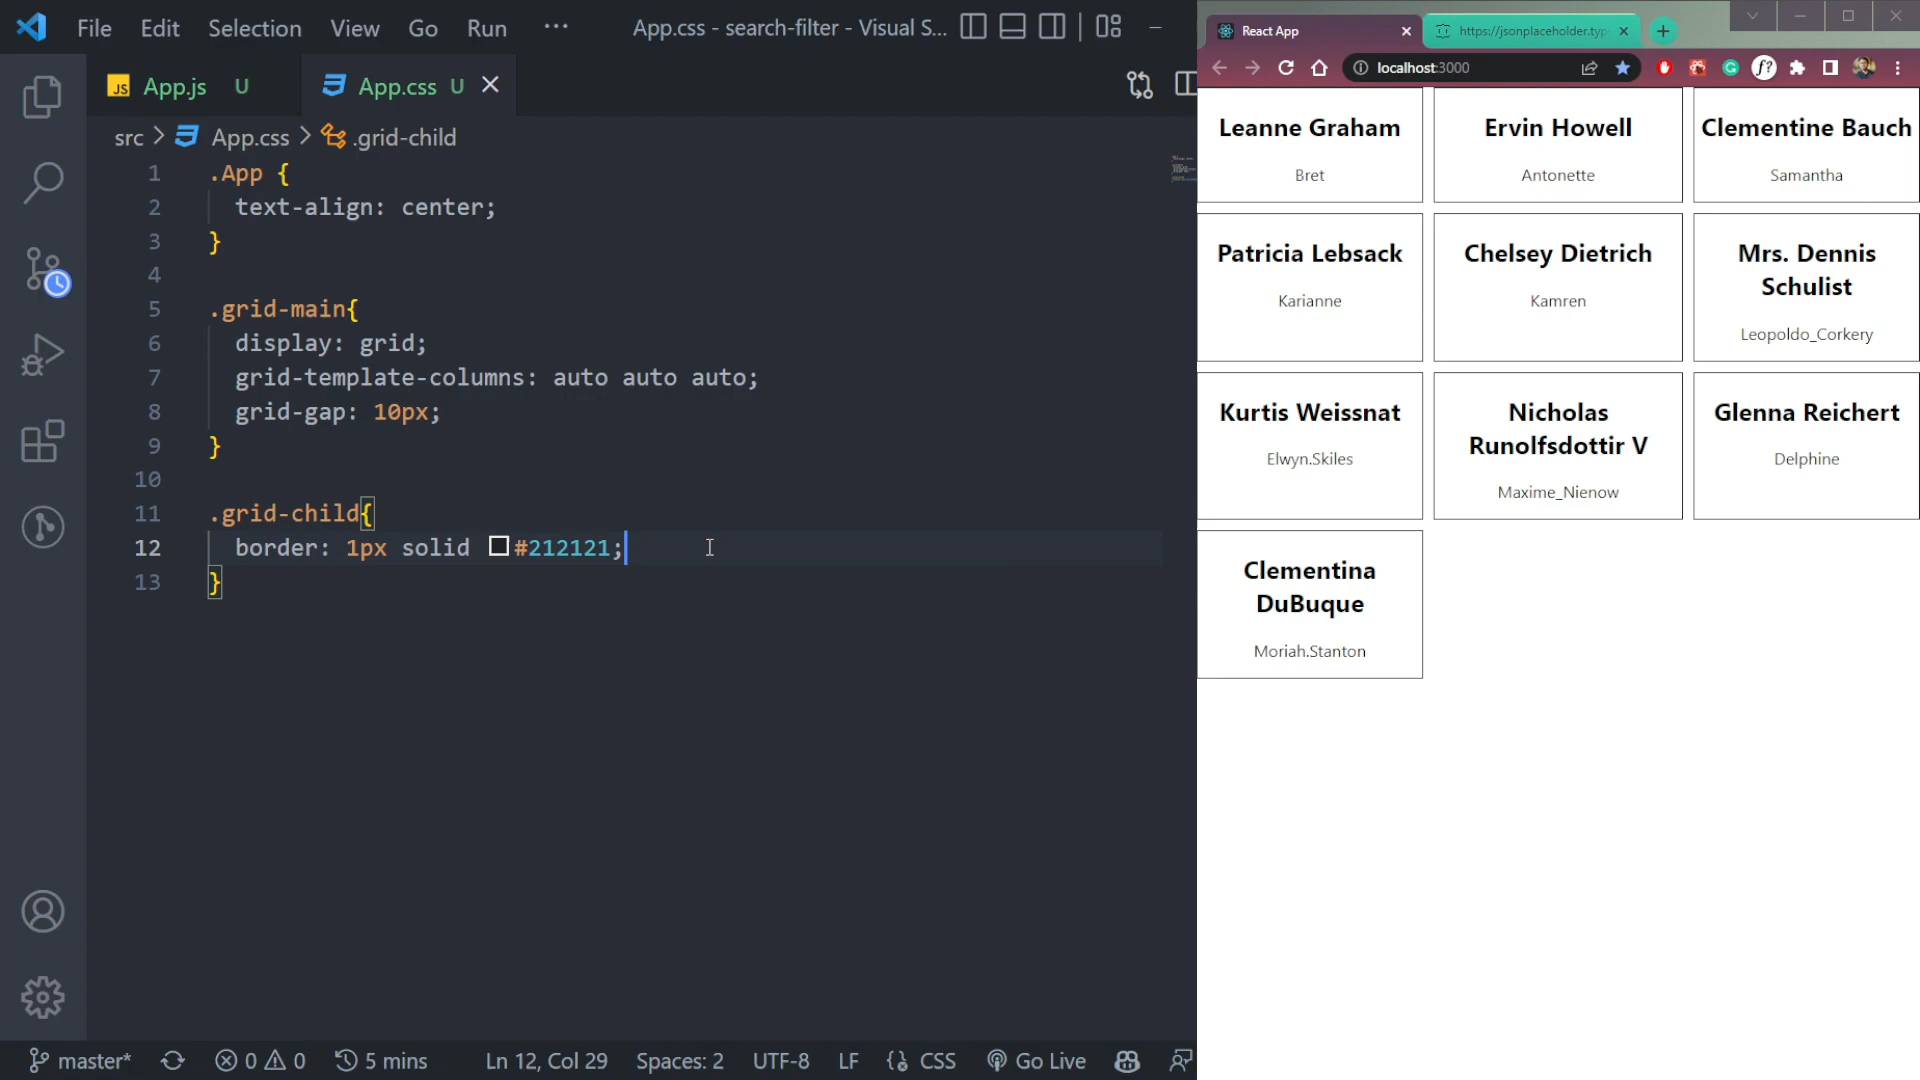 File Edit Selection View Go Run ··· App.css - search-filter - Visual S...
JS App.js U App.css U
src > App.css > .grid-child
1 .App {
2 text-align: center;
3 }
4
5 .grid-main{
6 display: grid;
7 grid-template-columns: auto auto auto;
8 grid-gap: 10px;
9 }
10
11 .grid-child{
12 border: 1px solid #212121;
13 }
master* 0 0 5 mins Ln 12, Col 29 Spaces: 2 UTF-8 LF CSS Go Live
React App https://jsonplaceholder.typ
localhost:3000 f?
Leanne Graham
Bret
Ervin Howell
Antonette
Clementine Bauch
Samantha
Patricia Lebsack
Karianne
Chelsey Dietrich
Kamren
Mrs. Dennis
Schulist
Leopoldo_Corkery
Kurtis Weissnat
Elwyn.Skiles
Nicholas
Runolfsdottir V
Maxime_Nienow
Glenna Reichert
Delphine
Clementina
DuBuque
Moriah.Stanton